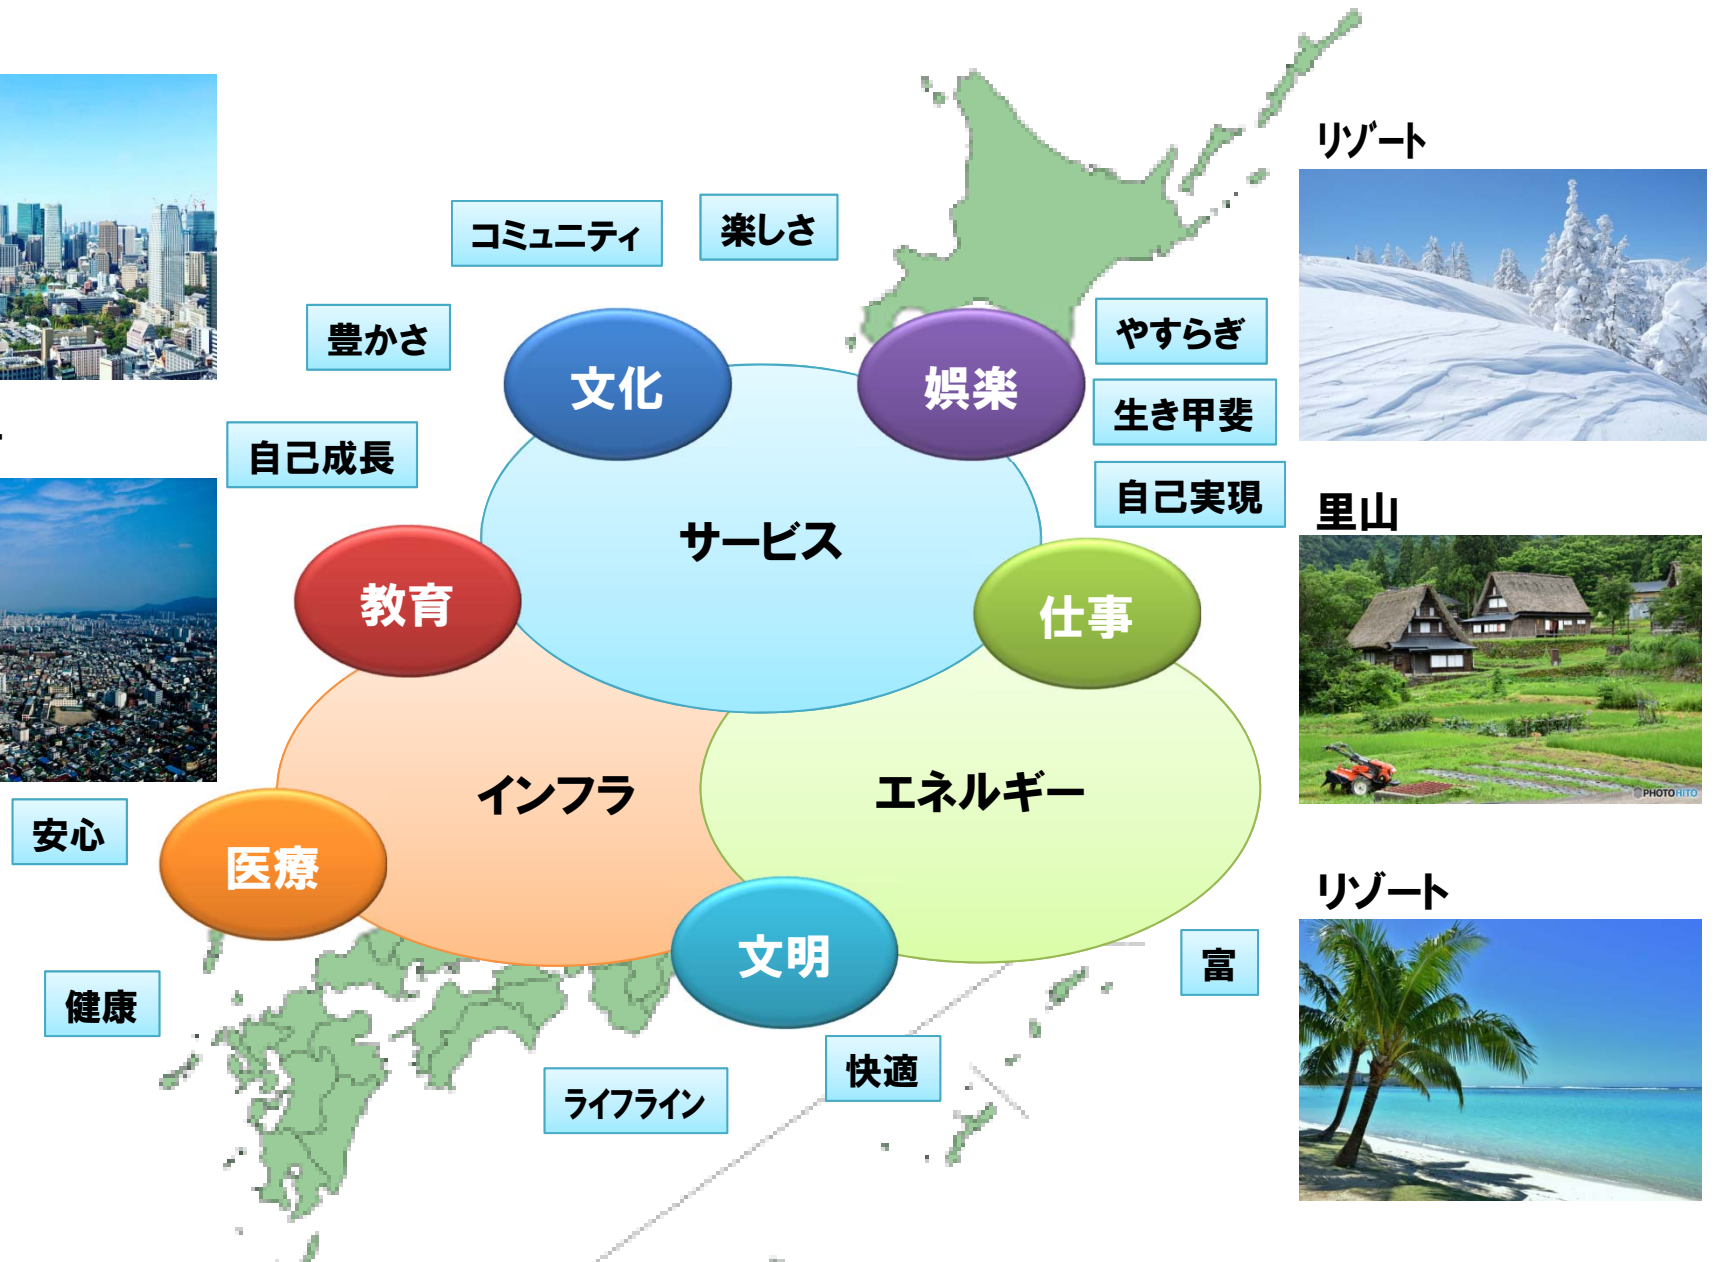 リゾート
コミュニティ
楽しさ
豊かさ
やすらぎ
文化
娯楽
生き甲斐
自己成長
自己実現
里山
サービス
教育
仕事
インフラ
エネルギー
PHOTOHITO
安心
医療
リゾート
文明
富
健康
快適
ライフライン